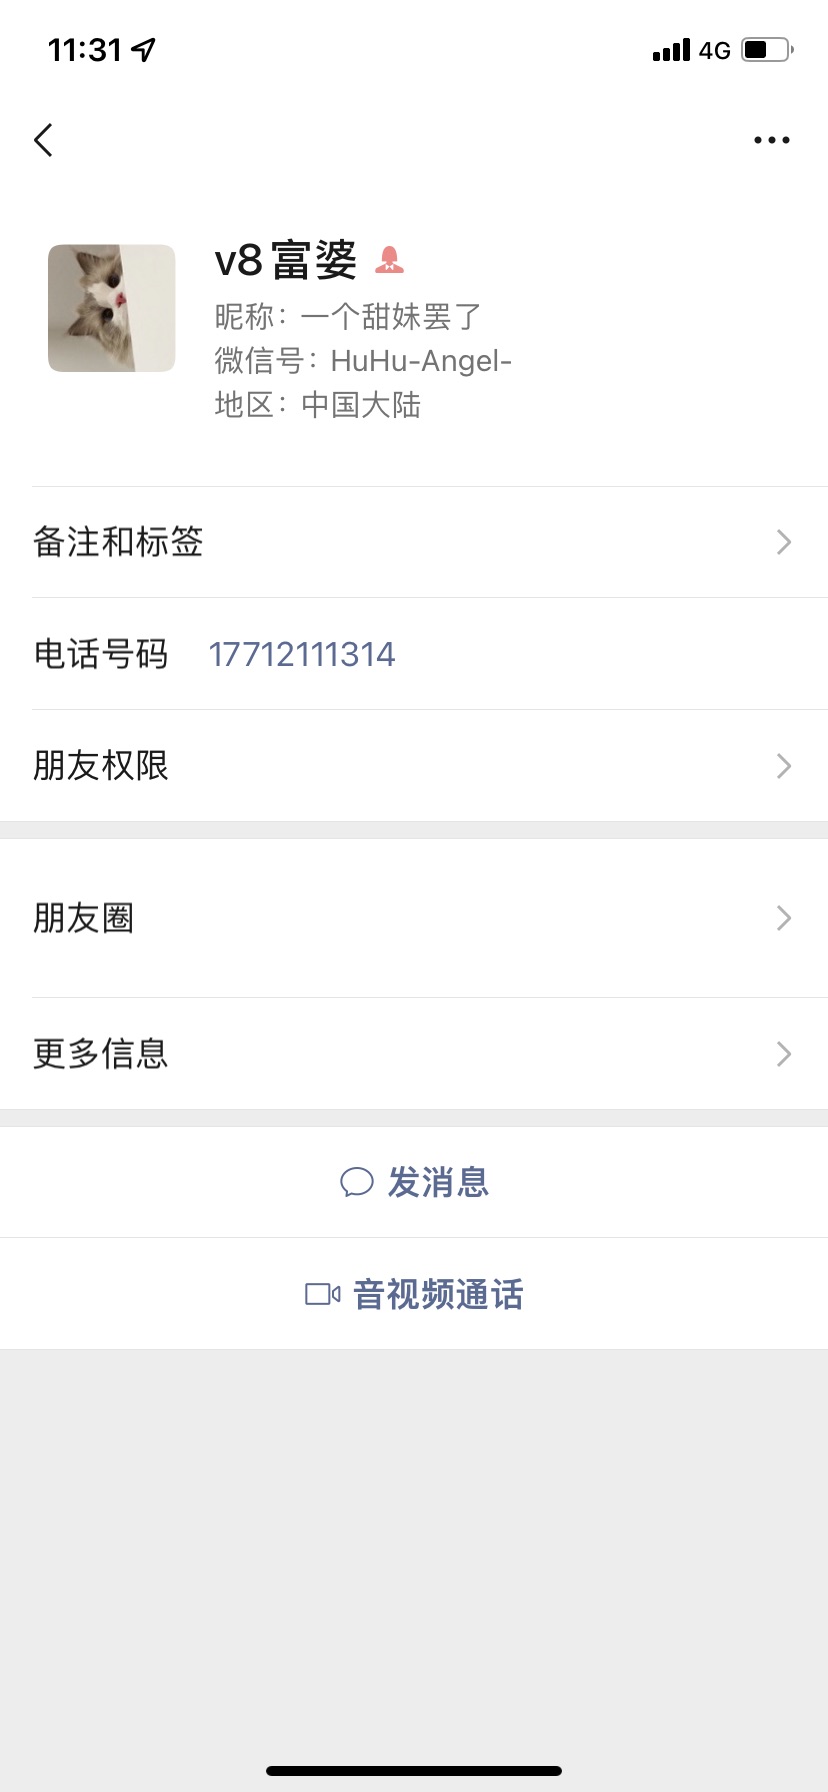 11:31 4G
v8富婆
昵称：一个甜妹罢了
微信号：HuHu-Angel-
地区：中国大陆
备注和标签
电话号码 17712111314
朋友权限
朋友圈
更多信息
发消息
音视频通话